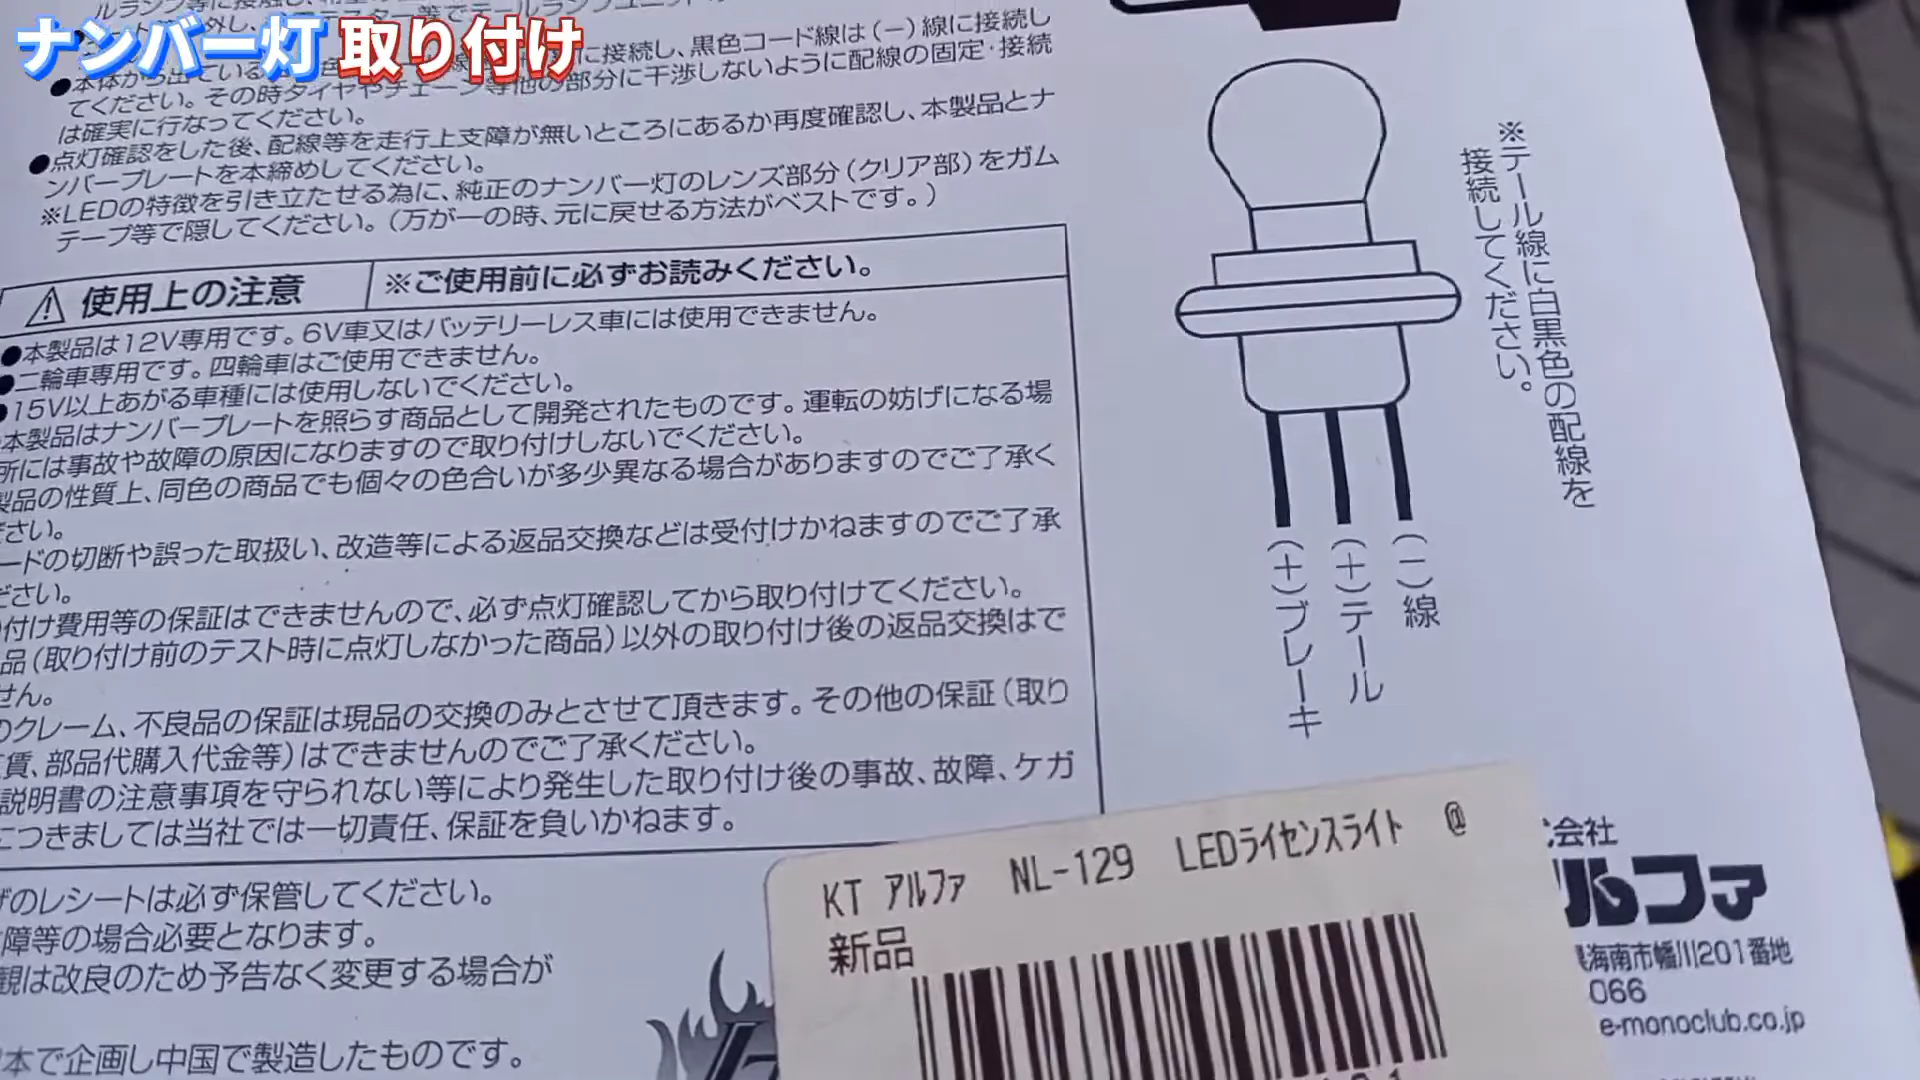 ナンバー灯 取り付け
に接続し、黒色コード線は(－)線に接続し
てください。その時タイヤやチェーン等他の部分に干渉しないように配線の固定・接続
は確実に行なってください。
●点灯確認をした後、配線等を走行上支障が無いところにあるか再度確認し、本製品とナ
ンバープレートを本締めしてください。
※LEDの特徴を引き立たせる為に、純正のナンバー灯のレンズ部分(クリア部)をガム
テープ等で隠してください。(万が一の時、元に戻せる方法がベストです。)
使用上の注意 ※ご使用前に必ずお読みください。
●本製品は12V専用です。6V車又はバッテリーレス車には使用できません。
●二輪車専用です。四輪車はご使用できません。
●15V以上あがる車種には使用しないでください。
本製品はナンバープレートを照らす商品として開発されたものです。運転の妨げになる場
所には事故や故障の原因になりますので取り付けしないでください。
製品の性質上、同色の商品でも個々の色合いが多少異なる場合がありますのでご了承く
ださい。
ードの切断や誤った取扱い、改造等による返品交換などは受付けかねますのでご了承
ださい。
付け費用等の保証はできませんので、必ず点灯確認してから取り付けてください。
品(取り付け前のテスト時に点灯しなかった商品)以外の取り付け後の返品交換はで
せん。
のクレーム、不良品の保証は現品の交換のみとさせて頂きます。その他の保証(取り
賃、部品代購入代金等)はできませんのでご了承ください。
説明書の注意事項を守られない等により発生した取り付け後の事故、故障、ケガ
につきましては当社では一切責任、保証を負いかねます。
げのレシートは必ず保管してください。
障等の場合必要となります。
観は改良のため予告なく変更する場合が
本で企画し中国で製造したものです。
※テール線に白黒色の配線を
接続してください。
(＋)ブレーキ
(＋)テール
(－)線
KT アルファ NL-129 LEDライセンスライト @
新品
式会社
ルファ
海南市幡川201番地
066
e-monoclub.co.jp